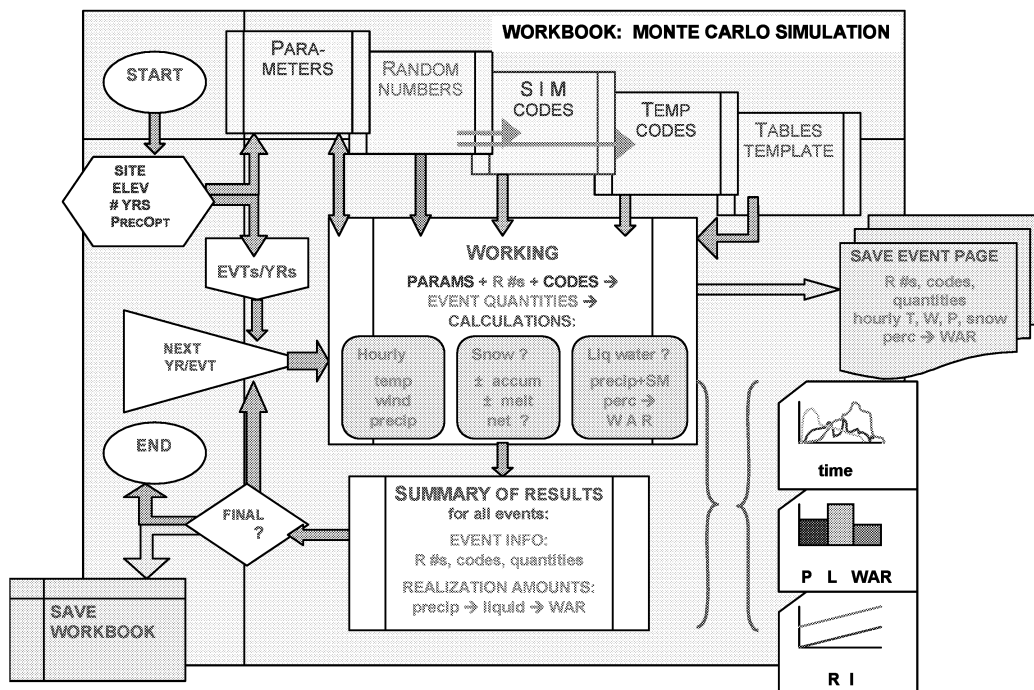 WORKBOOK: MONTE CARLO SIMULATION
START
PARA-
METERS
RANDOM
NUMBERS
S I M
CODES
TEMP
CODES
TABLES
TEMPLATE
SITE
ELEV
# YRS
PRECOPT
EVTs/YRs
NEXT
YR/EVT
WORKING
PARAMS + R #s + CODES →
EVENT QUANTITIES →
CALCULATIONS:
Hourly
temp
wind
precip
Snow ?
± accum
± melt
net ?
Liq water ?
precip+SM
perc →
W A R
SAVE EVENT PAGE
R #s, codes,
quantities
hourly T, W, P, snow
perc → WAR
END
FINAL
?
SUMMARY OF RESULTS
for all events:
EVENT INFO:
R #s, codes, quantities
REALIZATION AMOUNTS:
precip → liquid → WAR
SAVE
WORKBOOK
time
P L WAR
R I